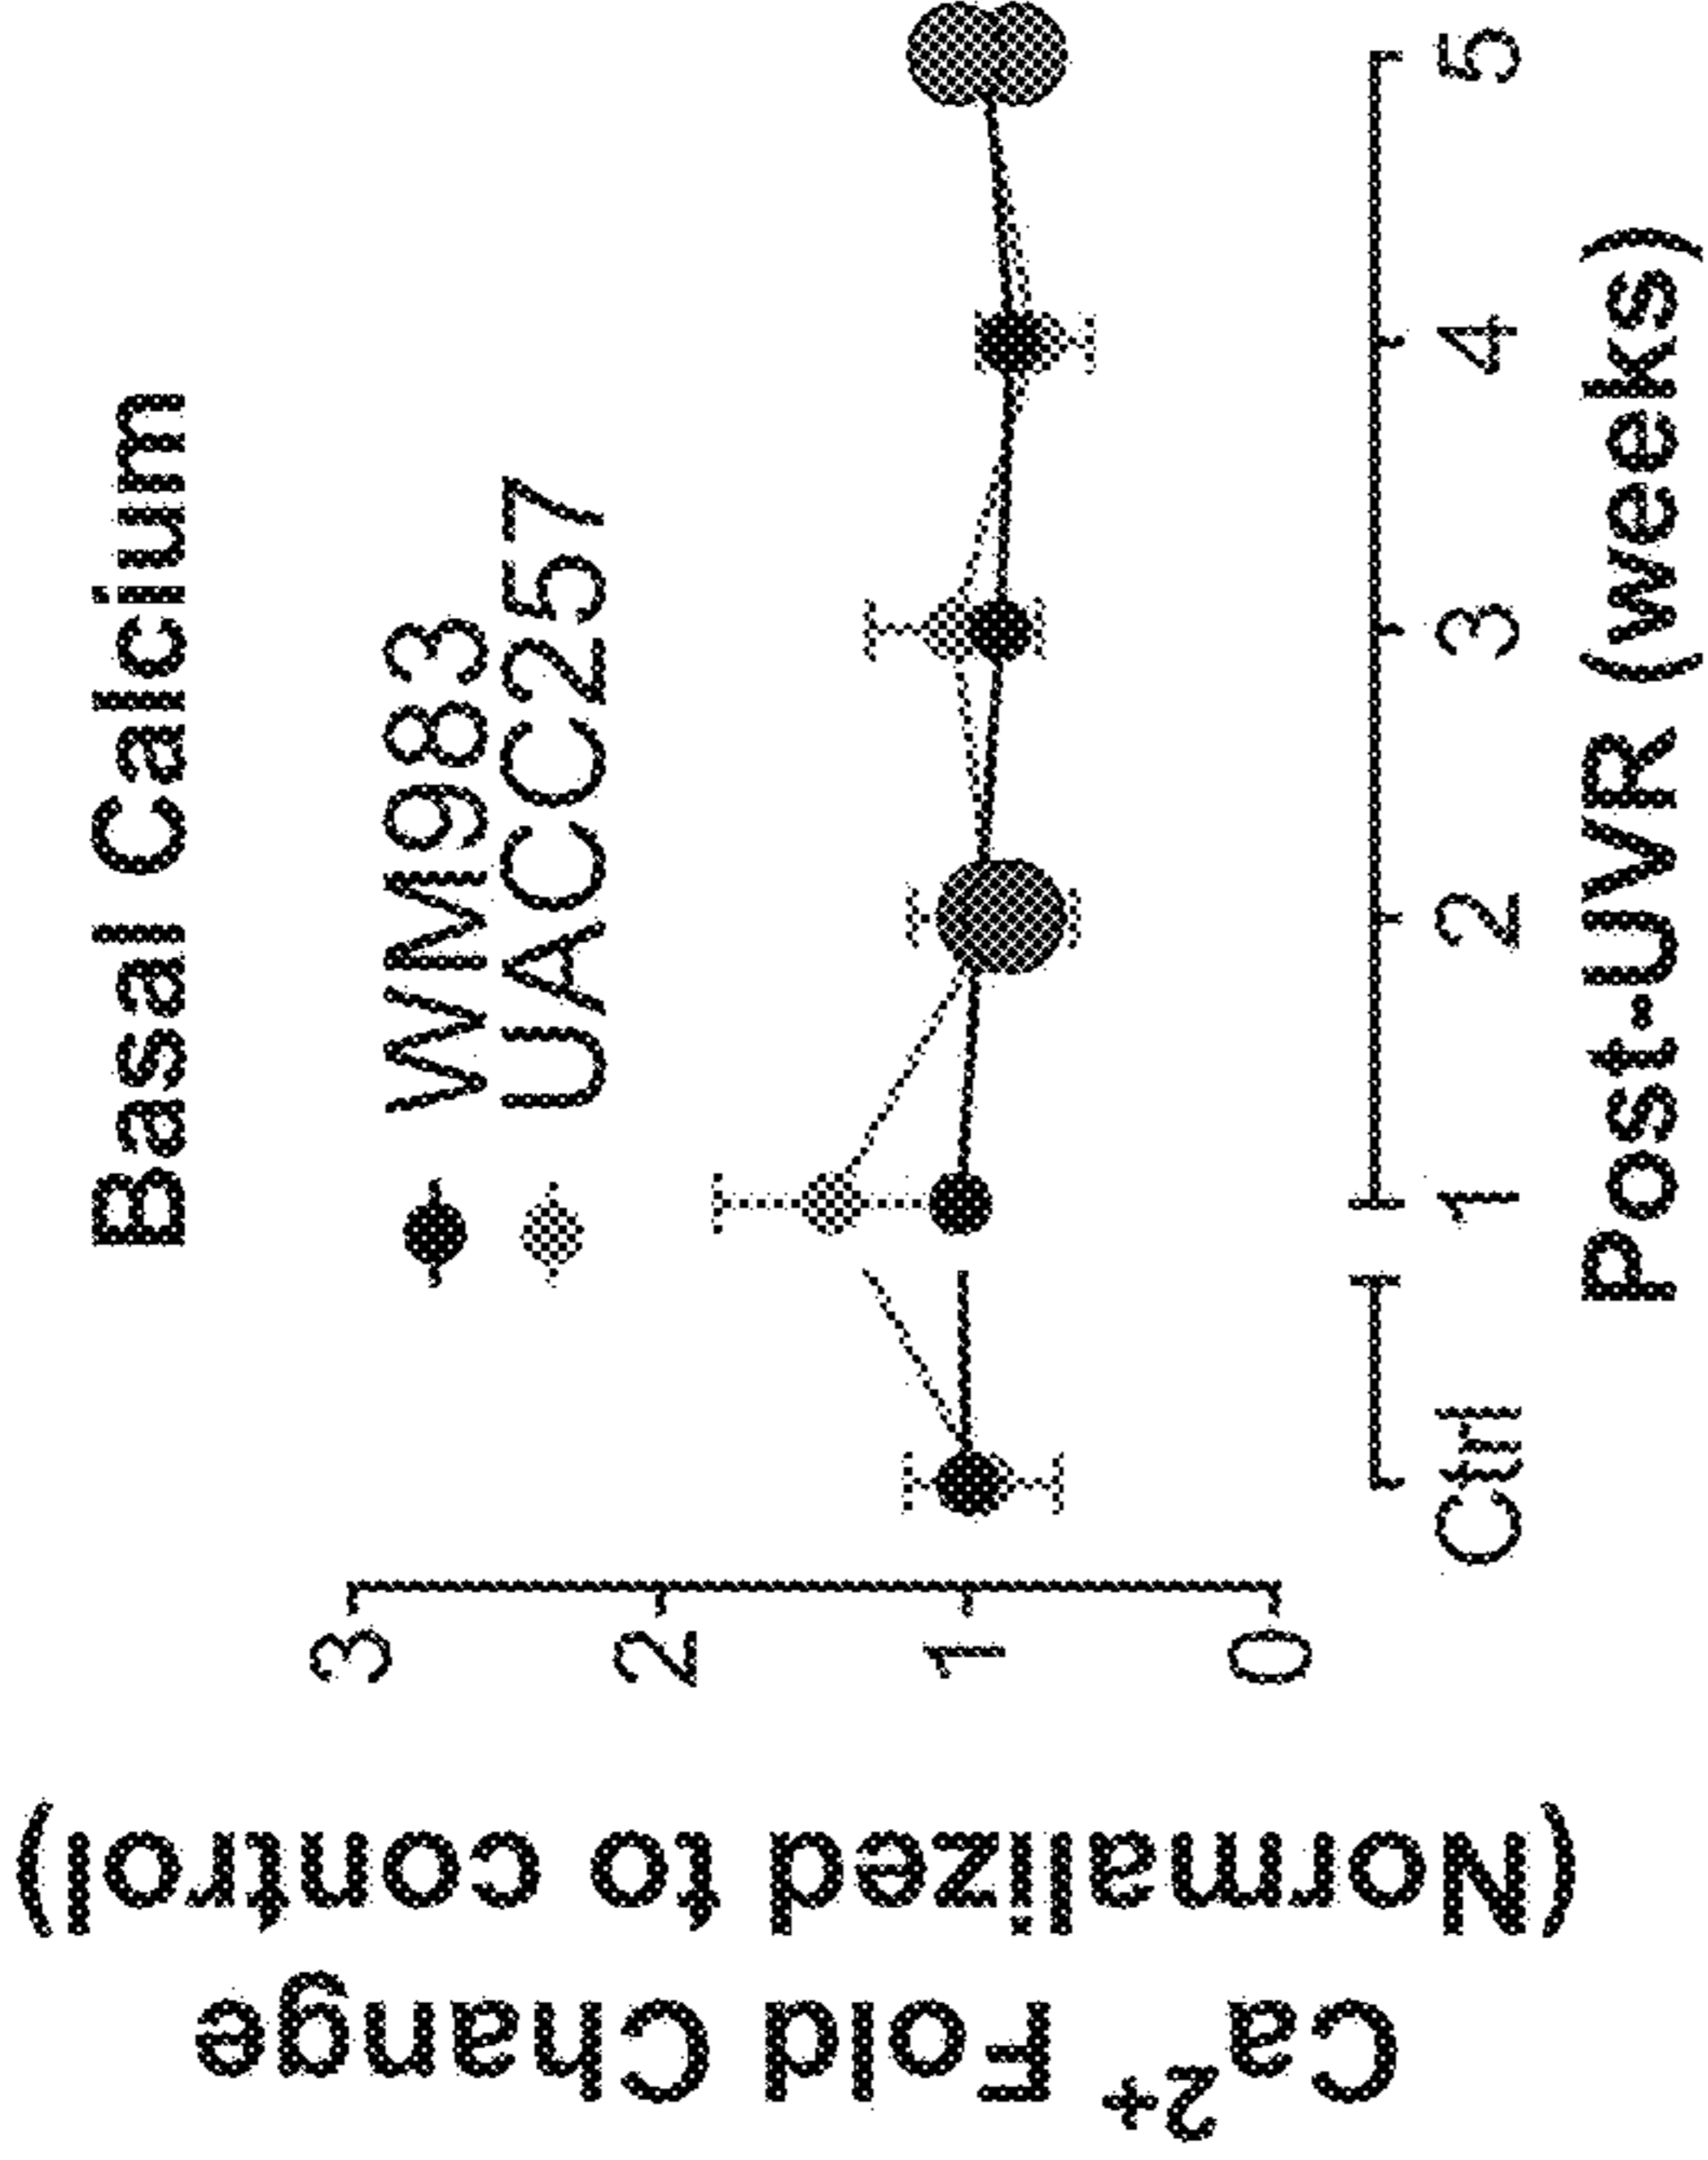 Basal Calcium
WM983
UACC257
Ca²⁺ Fold Change
(Normalized to control)
3
2
1
0
Ctrl 1 2 3 4 5
Post-UVR (weeks)